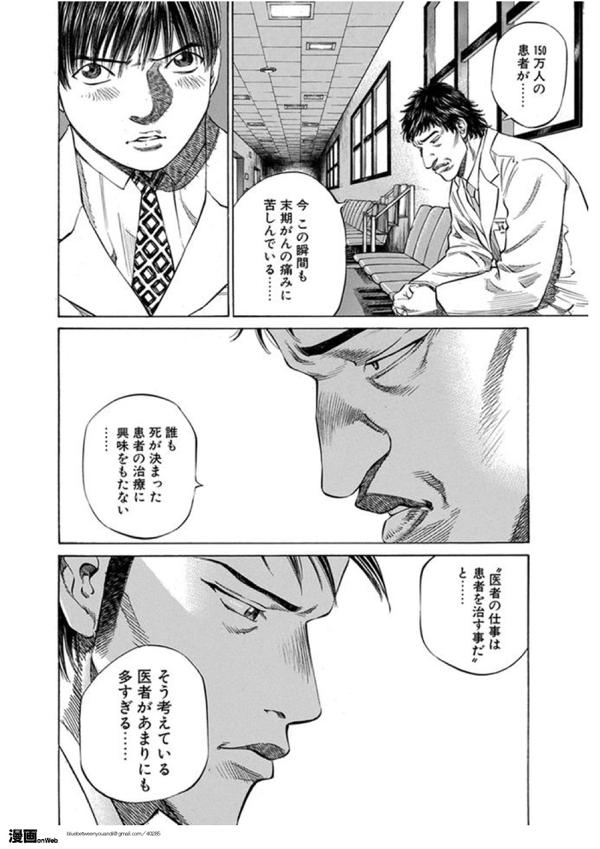 150万人の
患者が……
今 この瞬間も
末期がんの痛みに
苦しんでいる……
誰も
死が決まった
患者の治療に
興味をもたない
……
〝医者の仕事は
患者を治す事だ〟
と……
そう考えている
医者があまりにも
多すぎる……
漫画onWeb
bluebetweenyouandi@gmail.com/40285